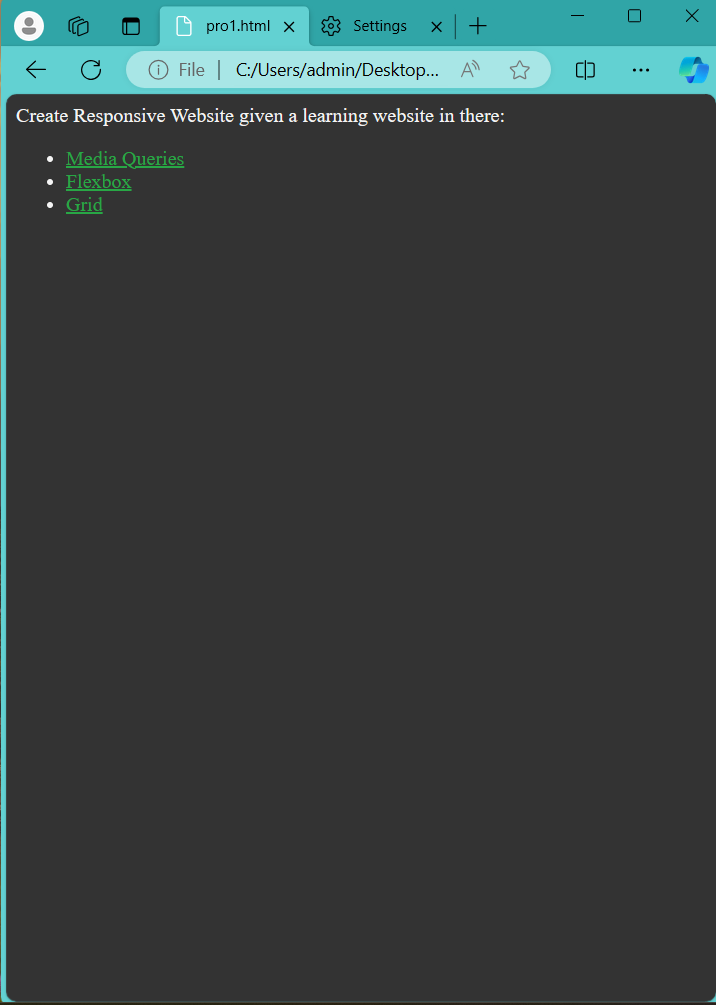 pro1.html
Settings
File
C:/Users/admin/Desktop...
Create Responsive Website given a learning website in there:
Media Queries
Flexbox
Grid